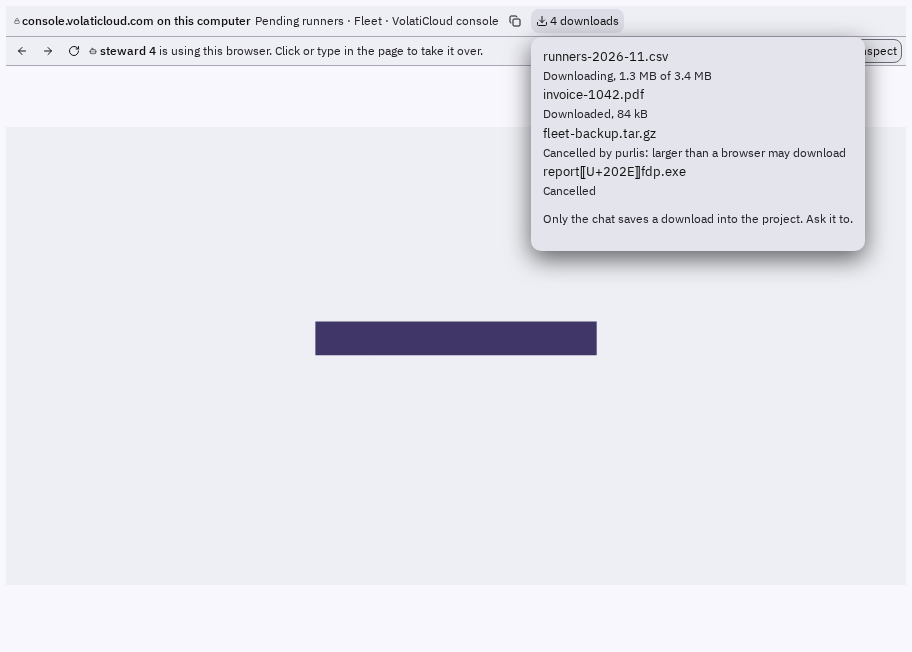 console.volaticloud.com on this computer Pending runners · Fleet · VolatiCloud console
4 downloads
steward 4 is using this browser. Click or type in the page to take it over.
nspect
runners-2026-11.csv
Downloading, 1.3 MB of 3.4 MB
invoice-1042.pdf
Downloaded, 84 kB
fleet-backup.tar.gz
Cancelled by purlis: larger than a browser may download
report⟦U+202E⟧fdp.exe
Cancelled
Only the chat saves a download into the project. Ask it to.